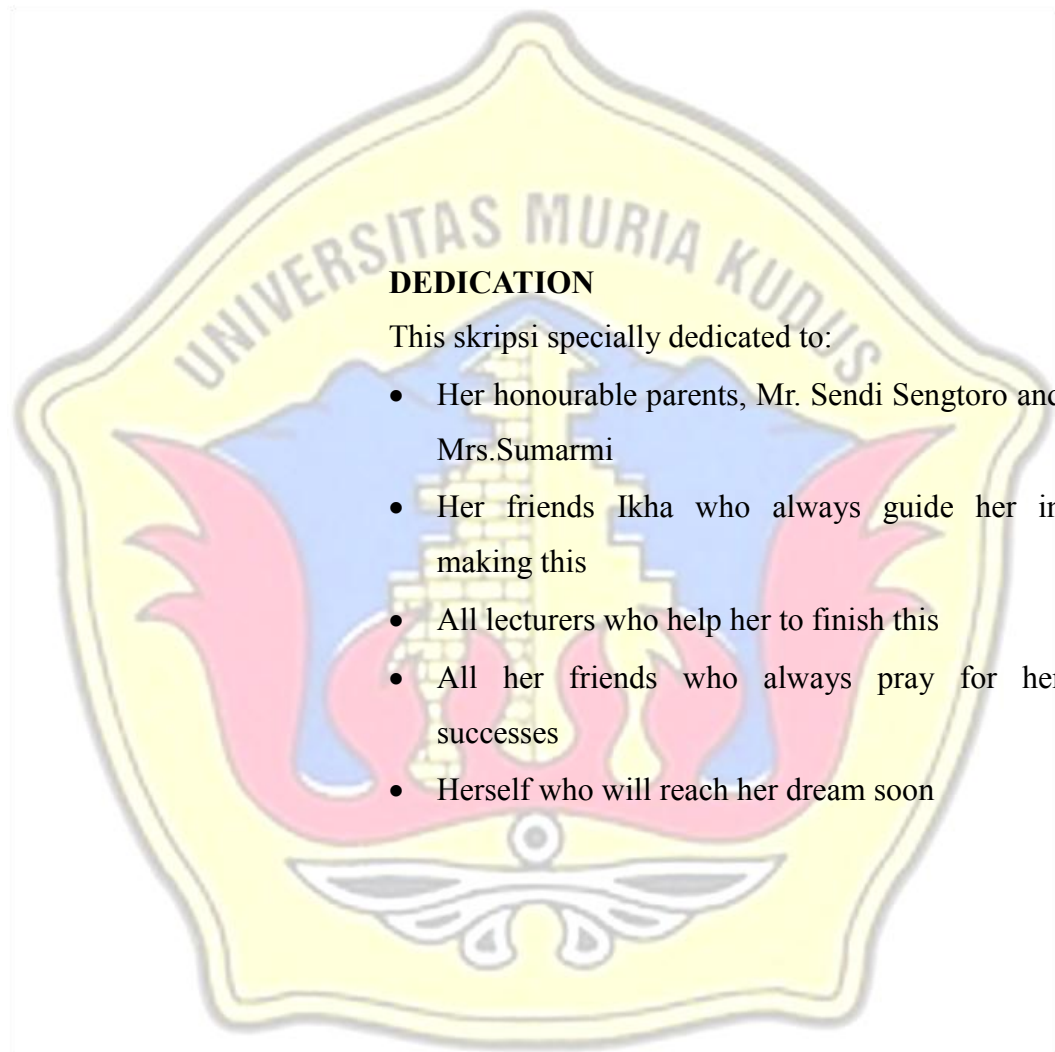 UNIVERSITAS MURIA KUDUS
DEDICATION
This skripsi specially dedicated to:
• Her honourable parents, Mr. Sendi Sengtoro and
Mrs.Sumarmi
• Her friends Ikha who always guide her in
making this
• All lecturers who help her to finish this
• All her friends who always pray for her
successes
• Herself who will reach her dream soon